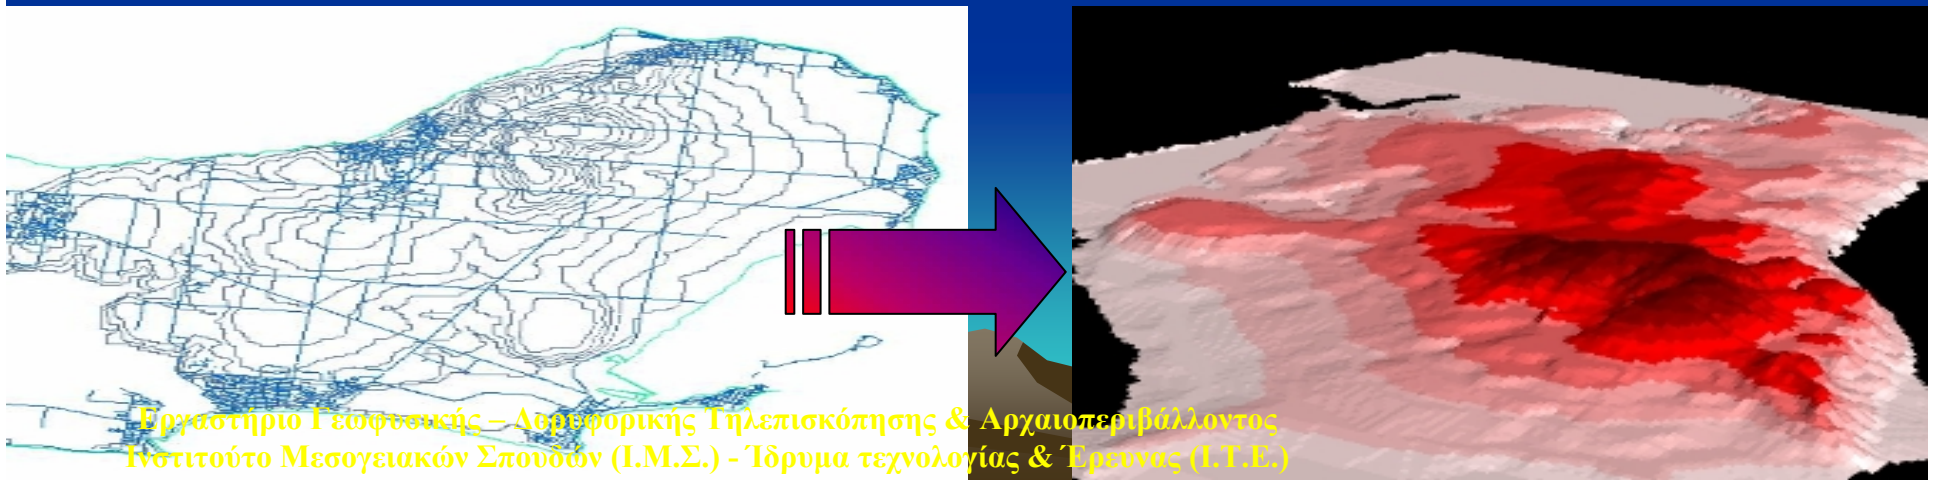 Εργαστήριο Γεωφυσικής – Δορυφορικής Τηλεπισκόπησης & Αρχαιοπεριβάλλοντος
Ινστιτούτο Μεσογειακών Σπουδών (Ι.Μ.Σ.) - Ίδρυμα τεχνολογίας & Έρευνας (Ι.Τ.Ε.)